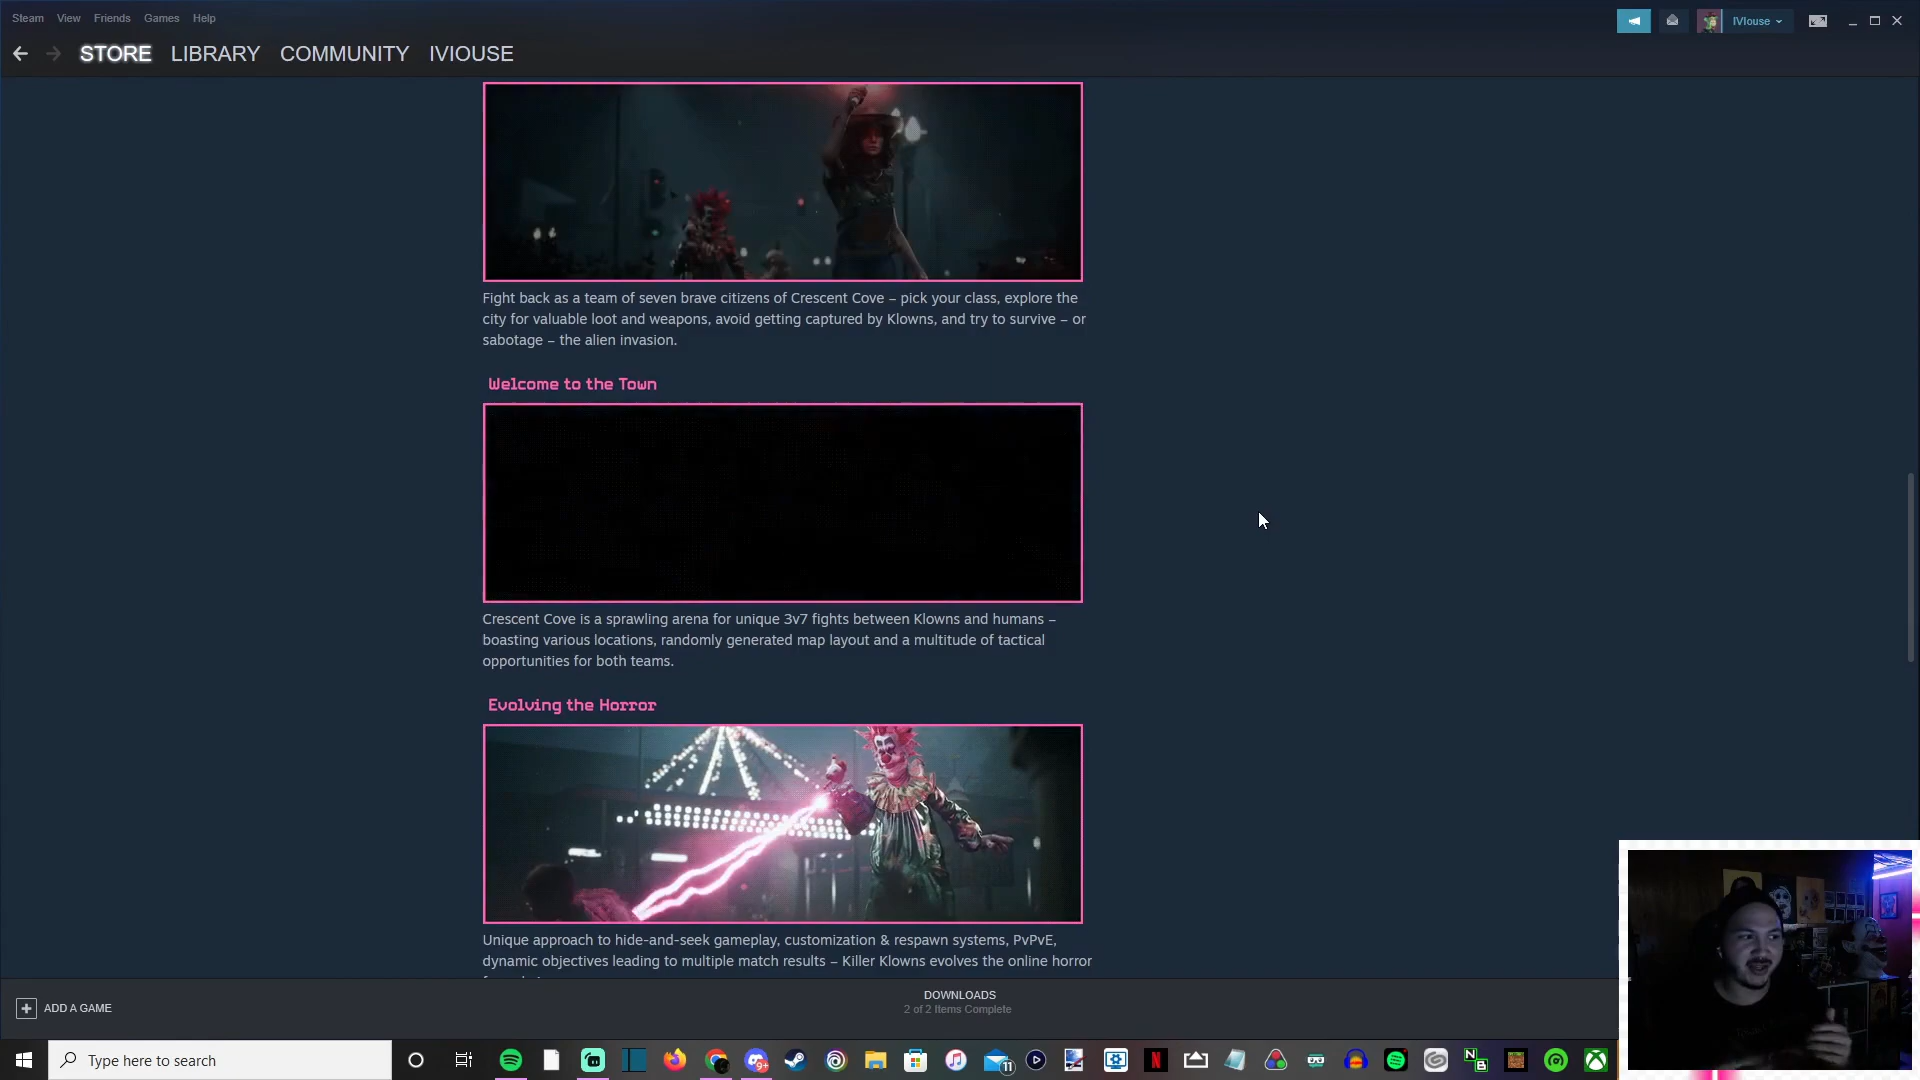 Steam View Friends Games Help
IVIouse
STORE LIBRARY COMMUNITY IVIOUSE
Fight back as a team of seven brave citizens of Crescent Cove – pick your class, explore the
city for valuable loot and weapons, avoid getting captured by Klowns, and try to survive – or
sabotage – the alien invasion.
Welcome to the Town
Crescent Cove is a sprawling arena for unique 3v7 fights between Klowns and humans –
boasting various locations, randomly generated map layout and a multitude of tactical
opportunities for both teams.
Evolving the Horror
Unique approach to hide-and-seek gameplay, customization & respawn systems, PvPvE,
dynamic objectives leading to multiple match results – Killer Klowns evolves the online horror
ADD A GAME
DOWNLOADS
2 of 2 Items Complete
Type here to search
9+
11
N
B